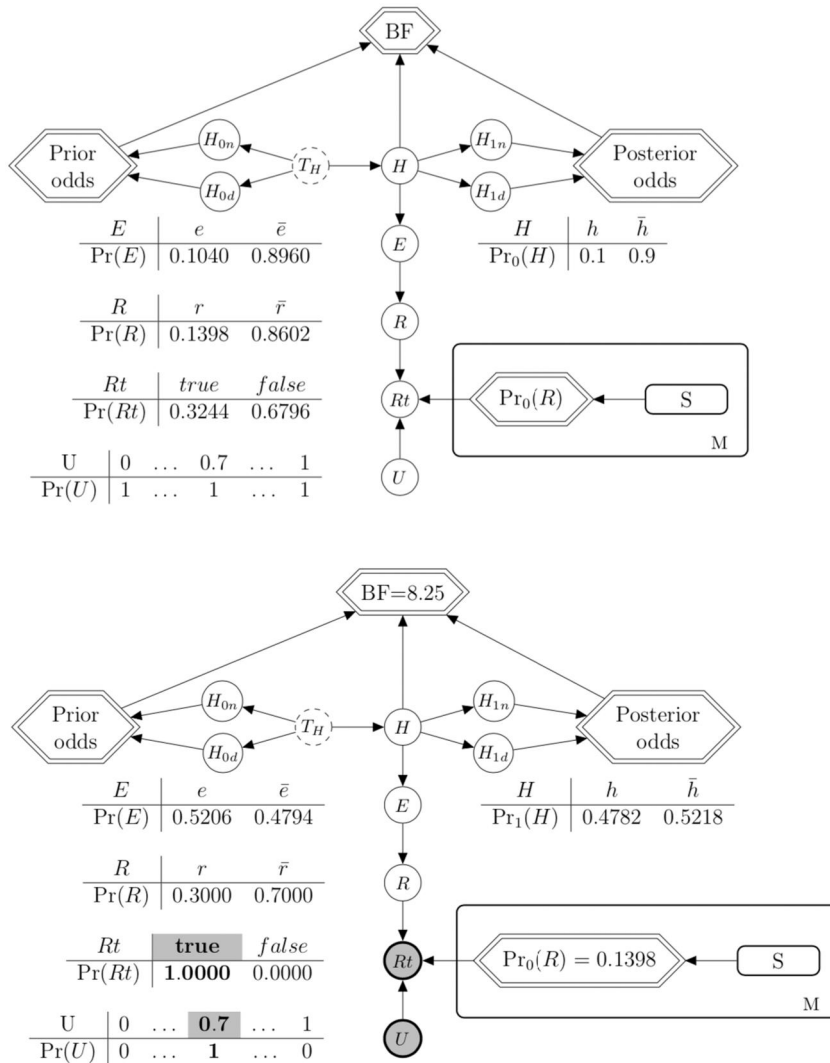 BF
Prior
odds
H0n
H0d
TH
H
H1n
H1d
Posterior
odds
E e ē
Pr(E) 0.1040 0.8960
E
H h h̄
Pr0(H) 0.1 0.9
R r r̄
Pr(R) 0.1398 0.8602
R
Rt true false
Pr(Rt) 0.3244 0.6796
Rt
Pr0(R)
S
M
U 0 ... 0.7 ... 1
Pr(U) 1 ... 1 ... 1
U
BF=8.25
Prior
odds
H0n
H0d
TH
H
H1n
H1d
Posterior
odds
E e ē
Pr(E) 0.5206 0.4794
E
H h h̄
Pr1(H) 0.4782 0.5218
R r r̄
Pr(R) 0.3000 0.7000
R
Rt true false
Pr(Rt) 1.0000 0.0000
Rt
Pr0(R) = 0.1398
S
M
U 0 ... 0.7 ... 1
Pr(U) 0 ... 1 ... 0
U